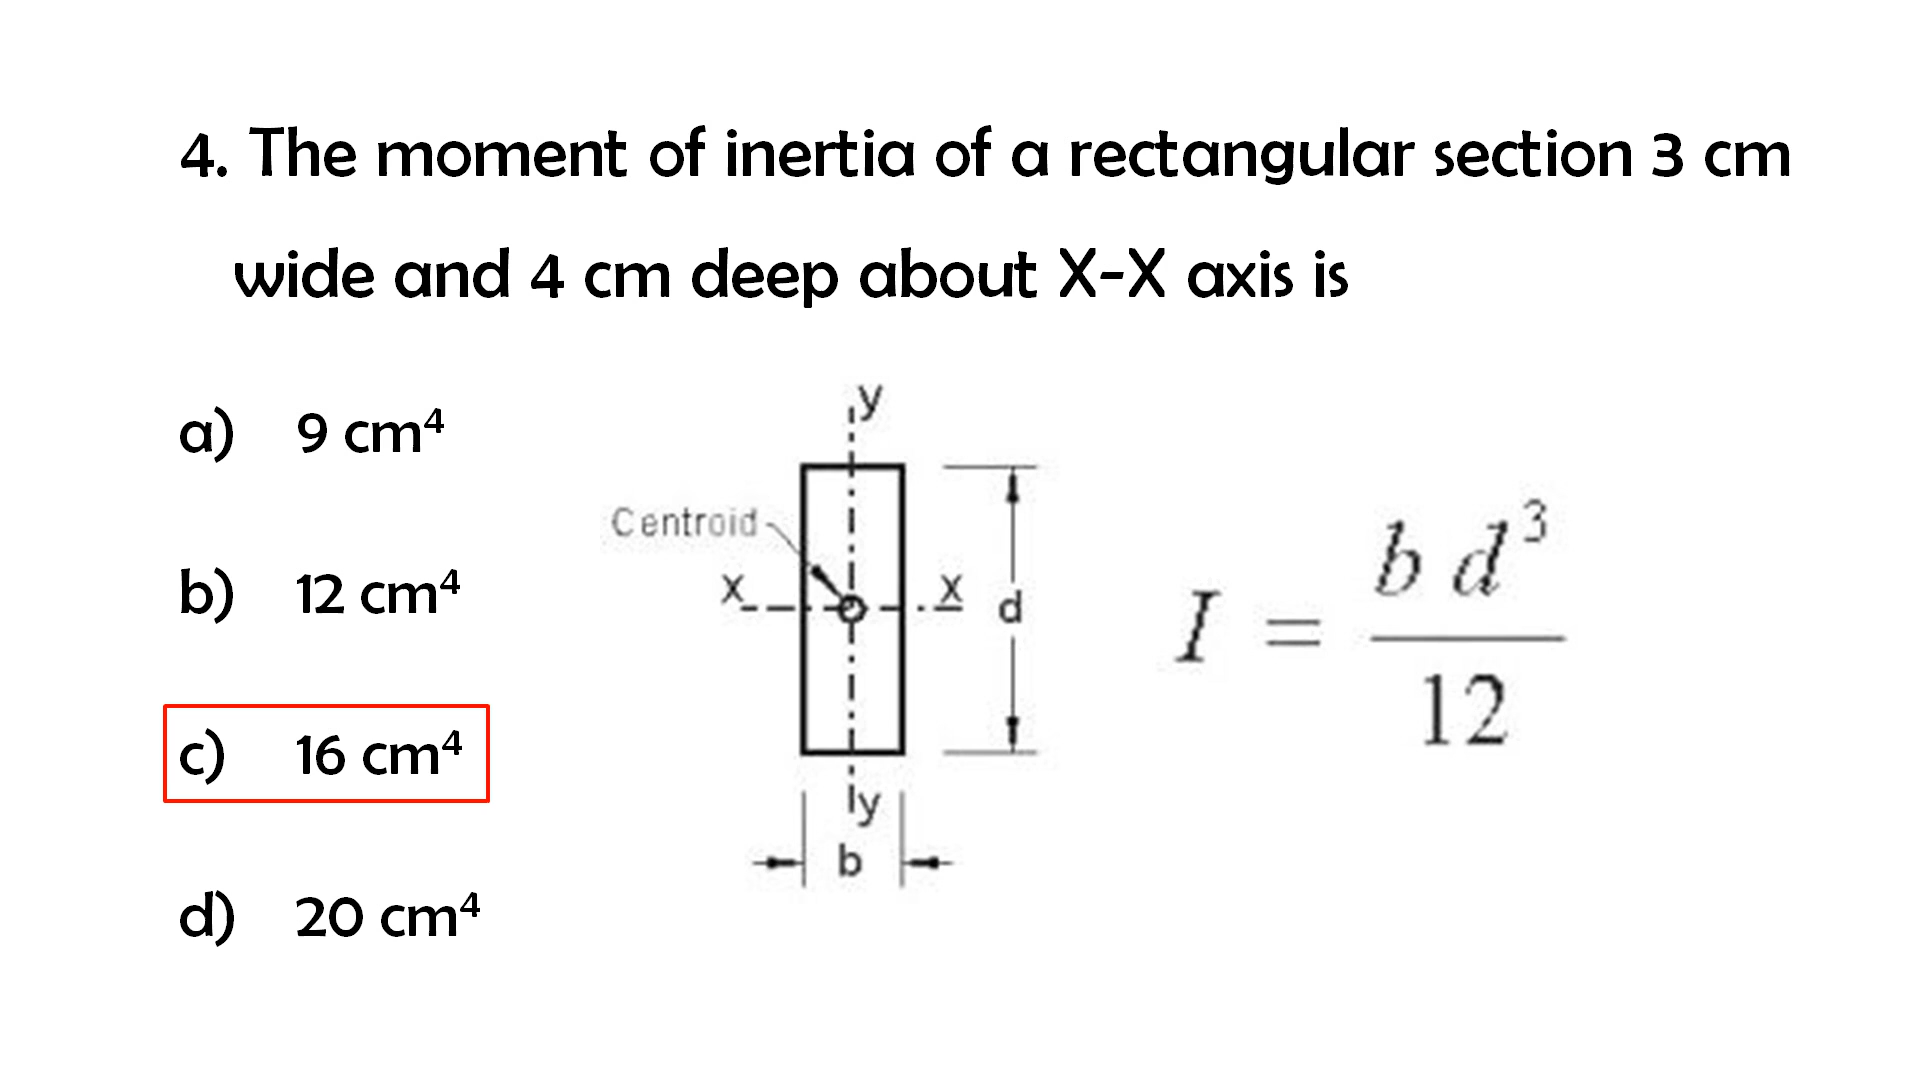 4. The moment of inertia of a rectangular section 3 cm
wide and 4 cm deep about X-X axis is
a) 9 cm⁴
b) 12 cm⁴
c) 16 cm⁴
d) 20 cm⁴
y
Centroid
X X
d
y
b
I = b d³ / 12